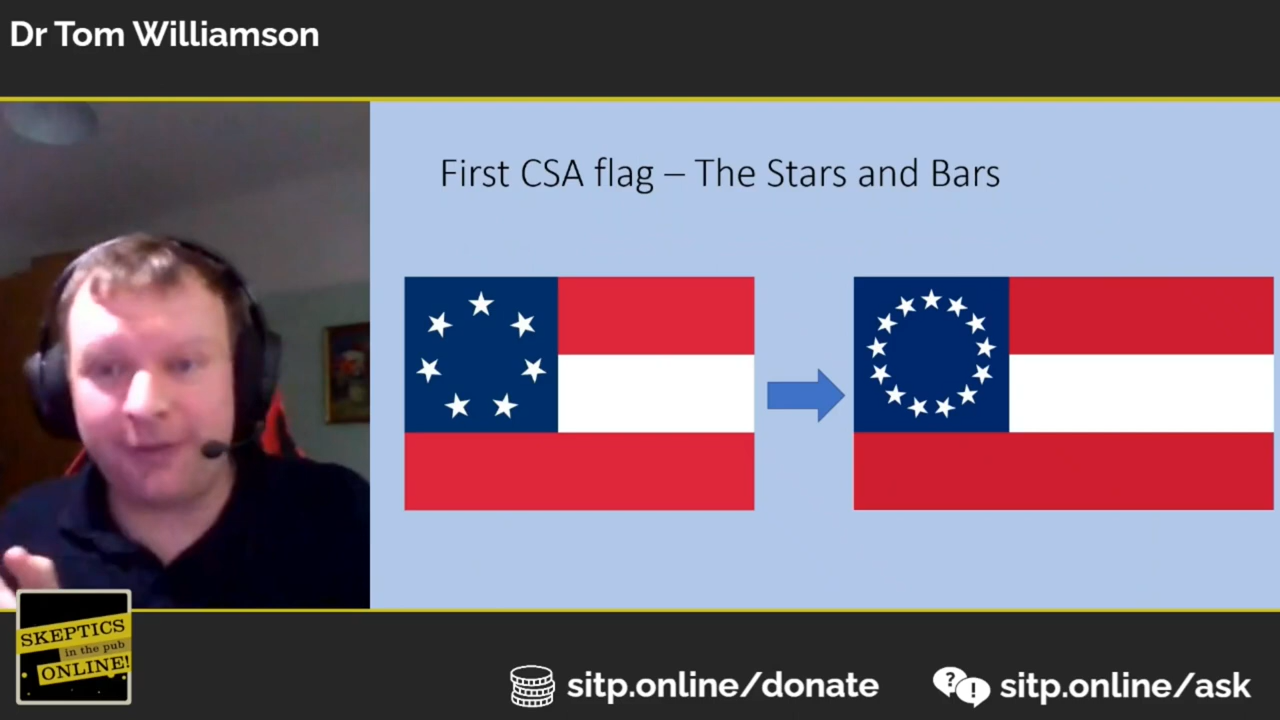 Dr Tom Williamson
First CSA flag – The Stars and Bars
SKEPTICS
in the pub
ONLINE!
sitp.online/donate
? !
sitp.online/ask